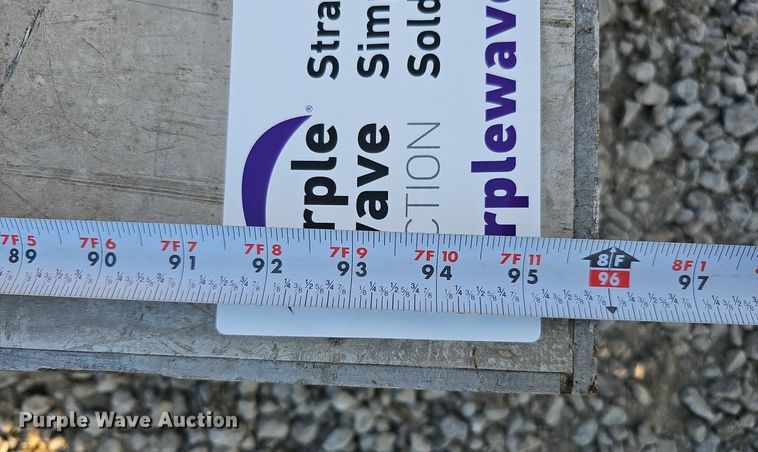 Stra
Sim
Sold
rplewave
rple
®
wave
CTION
7F 5 7F 6 7F 7 7F 8 7F 9 7F 10 7F 11 8F 8F 1
89 90 91 92 93 94 95 96 97
Purple Wave Auction